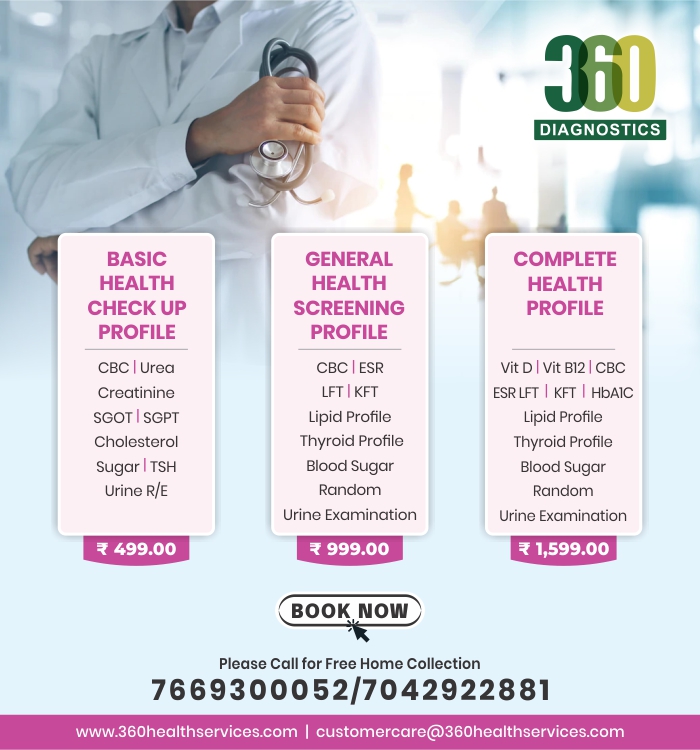 360
DIAGNOSTICS
BASIC
HEALTH
CHECK UP
PROFILE
CBC | Urea
Creatinine
SGOT | SGPT
Cholesterol
Sugar | TSH
Urine R/E
₹ 499.00
GENERAL
HEALTH
SCREENING
PROFILE
CBC | ESR
LFT | KFT
Lipid Profile
Thyroid Profile
Blood Sugar
Random
Urine Examination
₹ 999.00
COMPLETE
HEALTH
PROFILE
Vit D | Vit B12 | CBC
ESR LFT | KFT | HbA1C
Lipid Profile
Thyroid Profile
Blood Sugar
Random
Urine Examination
₹ 1,599.00
BOOK NOW
Please Call for Free Home Collection
7669300052/7042922881
www.360healthservices.com | customercare@360healthservices.com